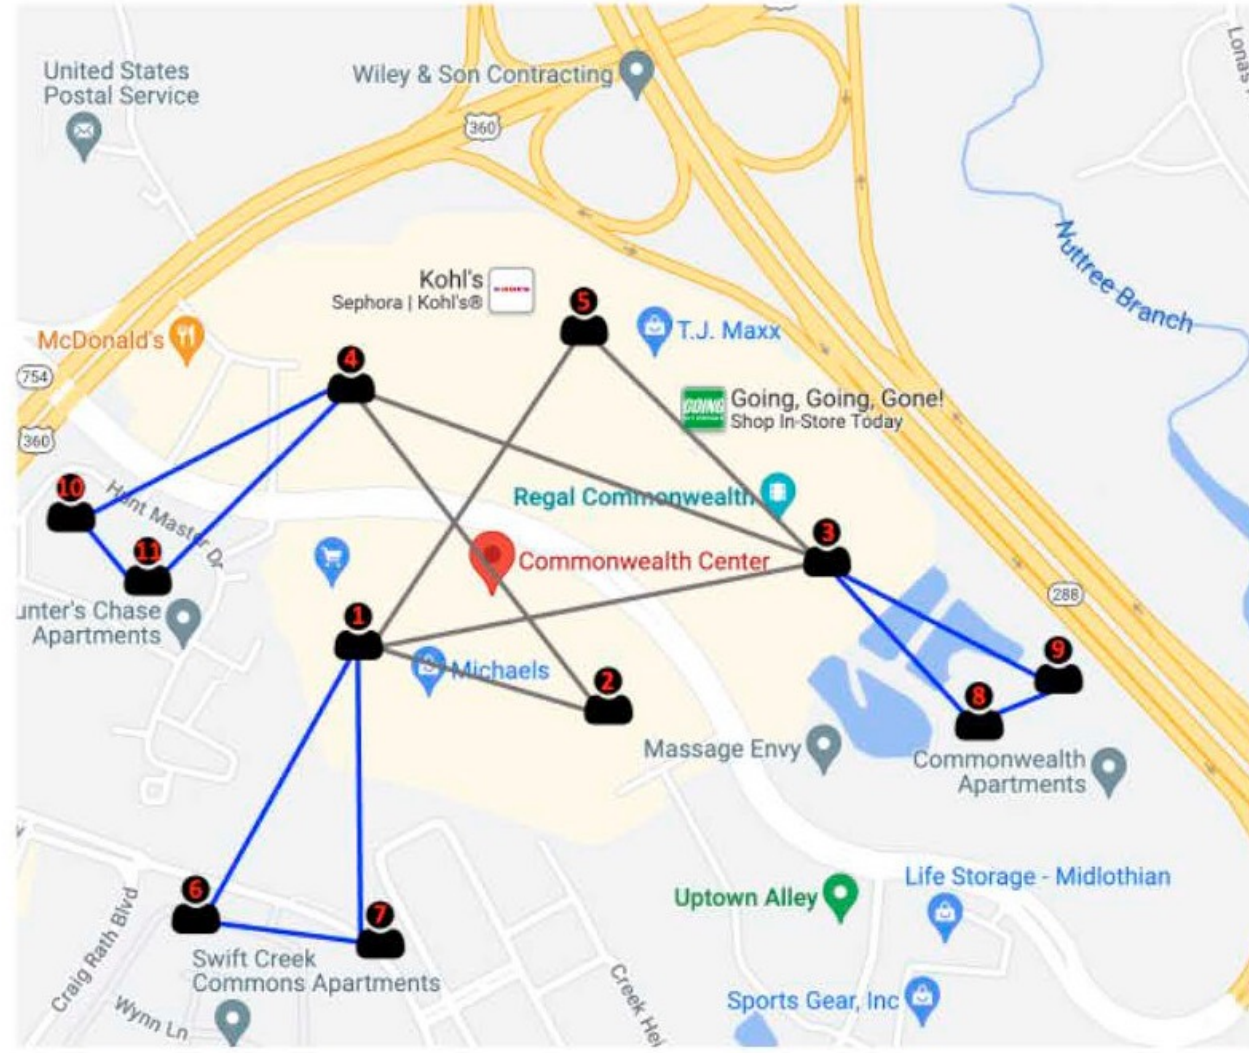 United States
Postal Service
Wiley & Son Contracting
360
Nuttree Branch
Kohl's
Sephora | Kohl's®
KOHL'S
5
T.J. Maxx
McDonald's
4
754
GOING
Going, Going, Gone!
Shop In-Store Today
360
10
Hunt Master Dr
Regal Commonwealth
11
3
Commonwealth Center
288
unter's Chase
Apartments
1
Michaels
2
9
8
Massage Envy
Commonwealth
Apartments
6
7
Uptown Alley
Life Storage - Midlothian
Craig Rath Blvd
Swift Creek
Commons Apartments
Wynn Ln
Creek Hei
Sports Gear, Inc